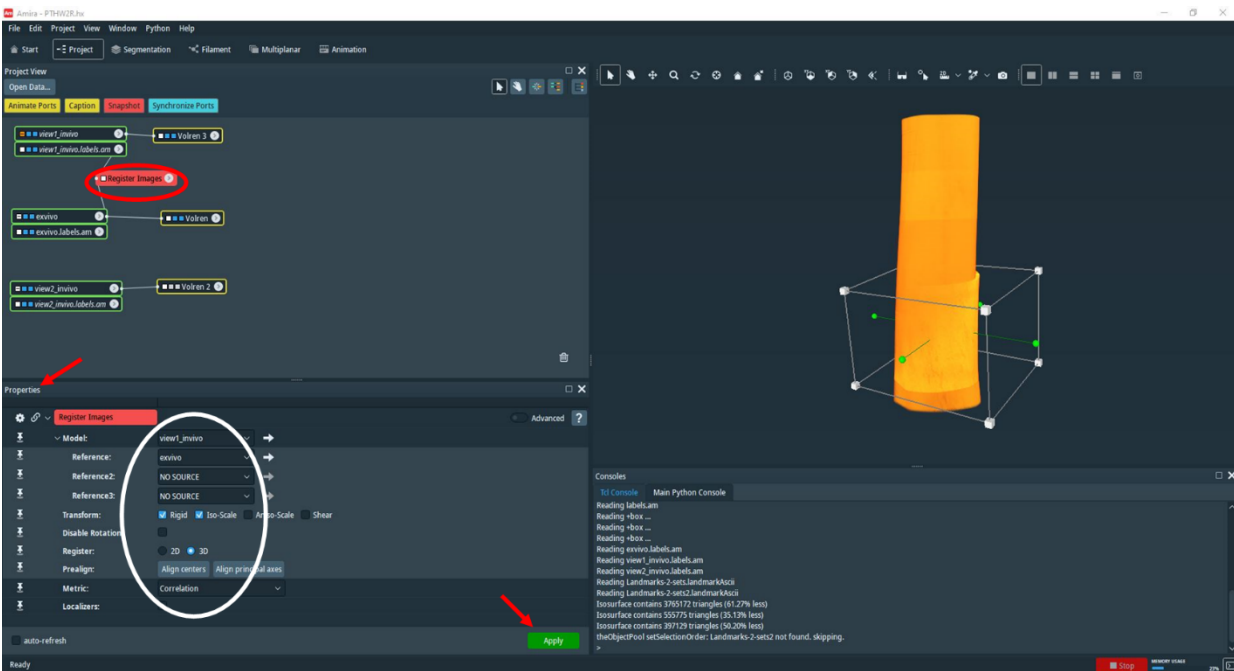 Amira - PTHW2R.hx
File Edit Project View Window Python Help
Start Project Segmentation Filament Multiplanar Animation
Project View
Open Data...
Animate Ports Caption Snapshot Synchronize Ports
view1_invivo Volren 3
view1_invivo.labels.am
Register Images
exvivo Volren
exvivo.labels.am
view2_invivo Volren 2
view2_invivo.labels.am
Properties
Register Images Advanced ?
Model: view1_invivo
Reference: exvivo
Reference2: NO SOURCE
Reference3: NO SOURCE
Transform: Rigid Iso-Scale Aniso-Scale Shear
Disable Rotation
Register: 2D 3D
Prealign: Align centers Align principal axes
Metric: Correlation
Localizers:
auto-refresh Apply
Ready
Consoles
Tcl Console Main Python Console
Reading labels.am
Reading +box ...
Reading +box ...
Reading +box ...
Reading exvivo.labels.am
Reading view1_invivo.labels.am
Reading view2_invivo.labels.am
Reading Landmarks-2-sets.landmarkAscii
Reading Landmarks-2-sets2.landmarkAscii
Isosurface contains 3765172 triangles (61.27% less)
Isosurface contains 555775 triangles (35.13% less)
Isosurface contains 397129 triangles (50.20% less)
theObjectPool setSelectionOrder: Landmarks-2-sets2 not found. skipping.
>
Stop MEMORY USAGE